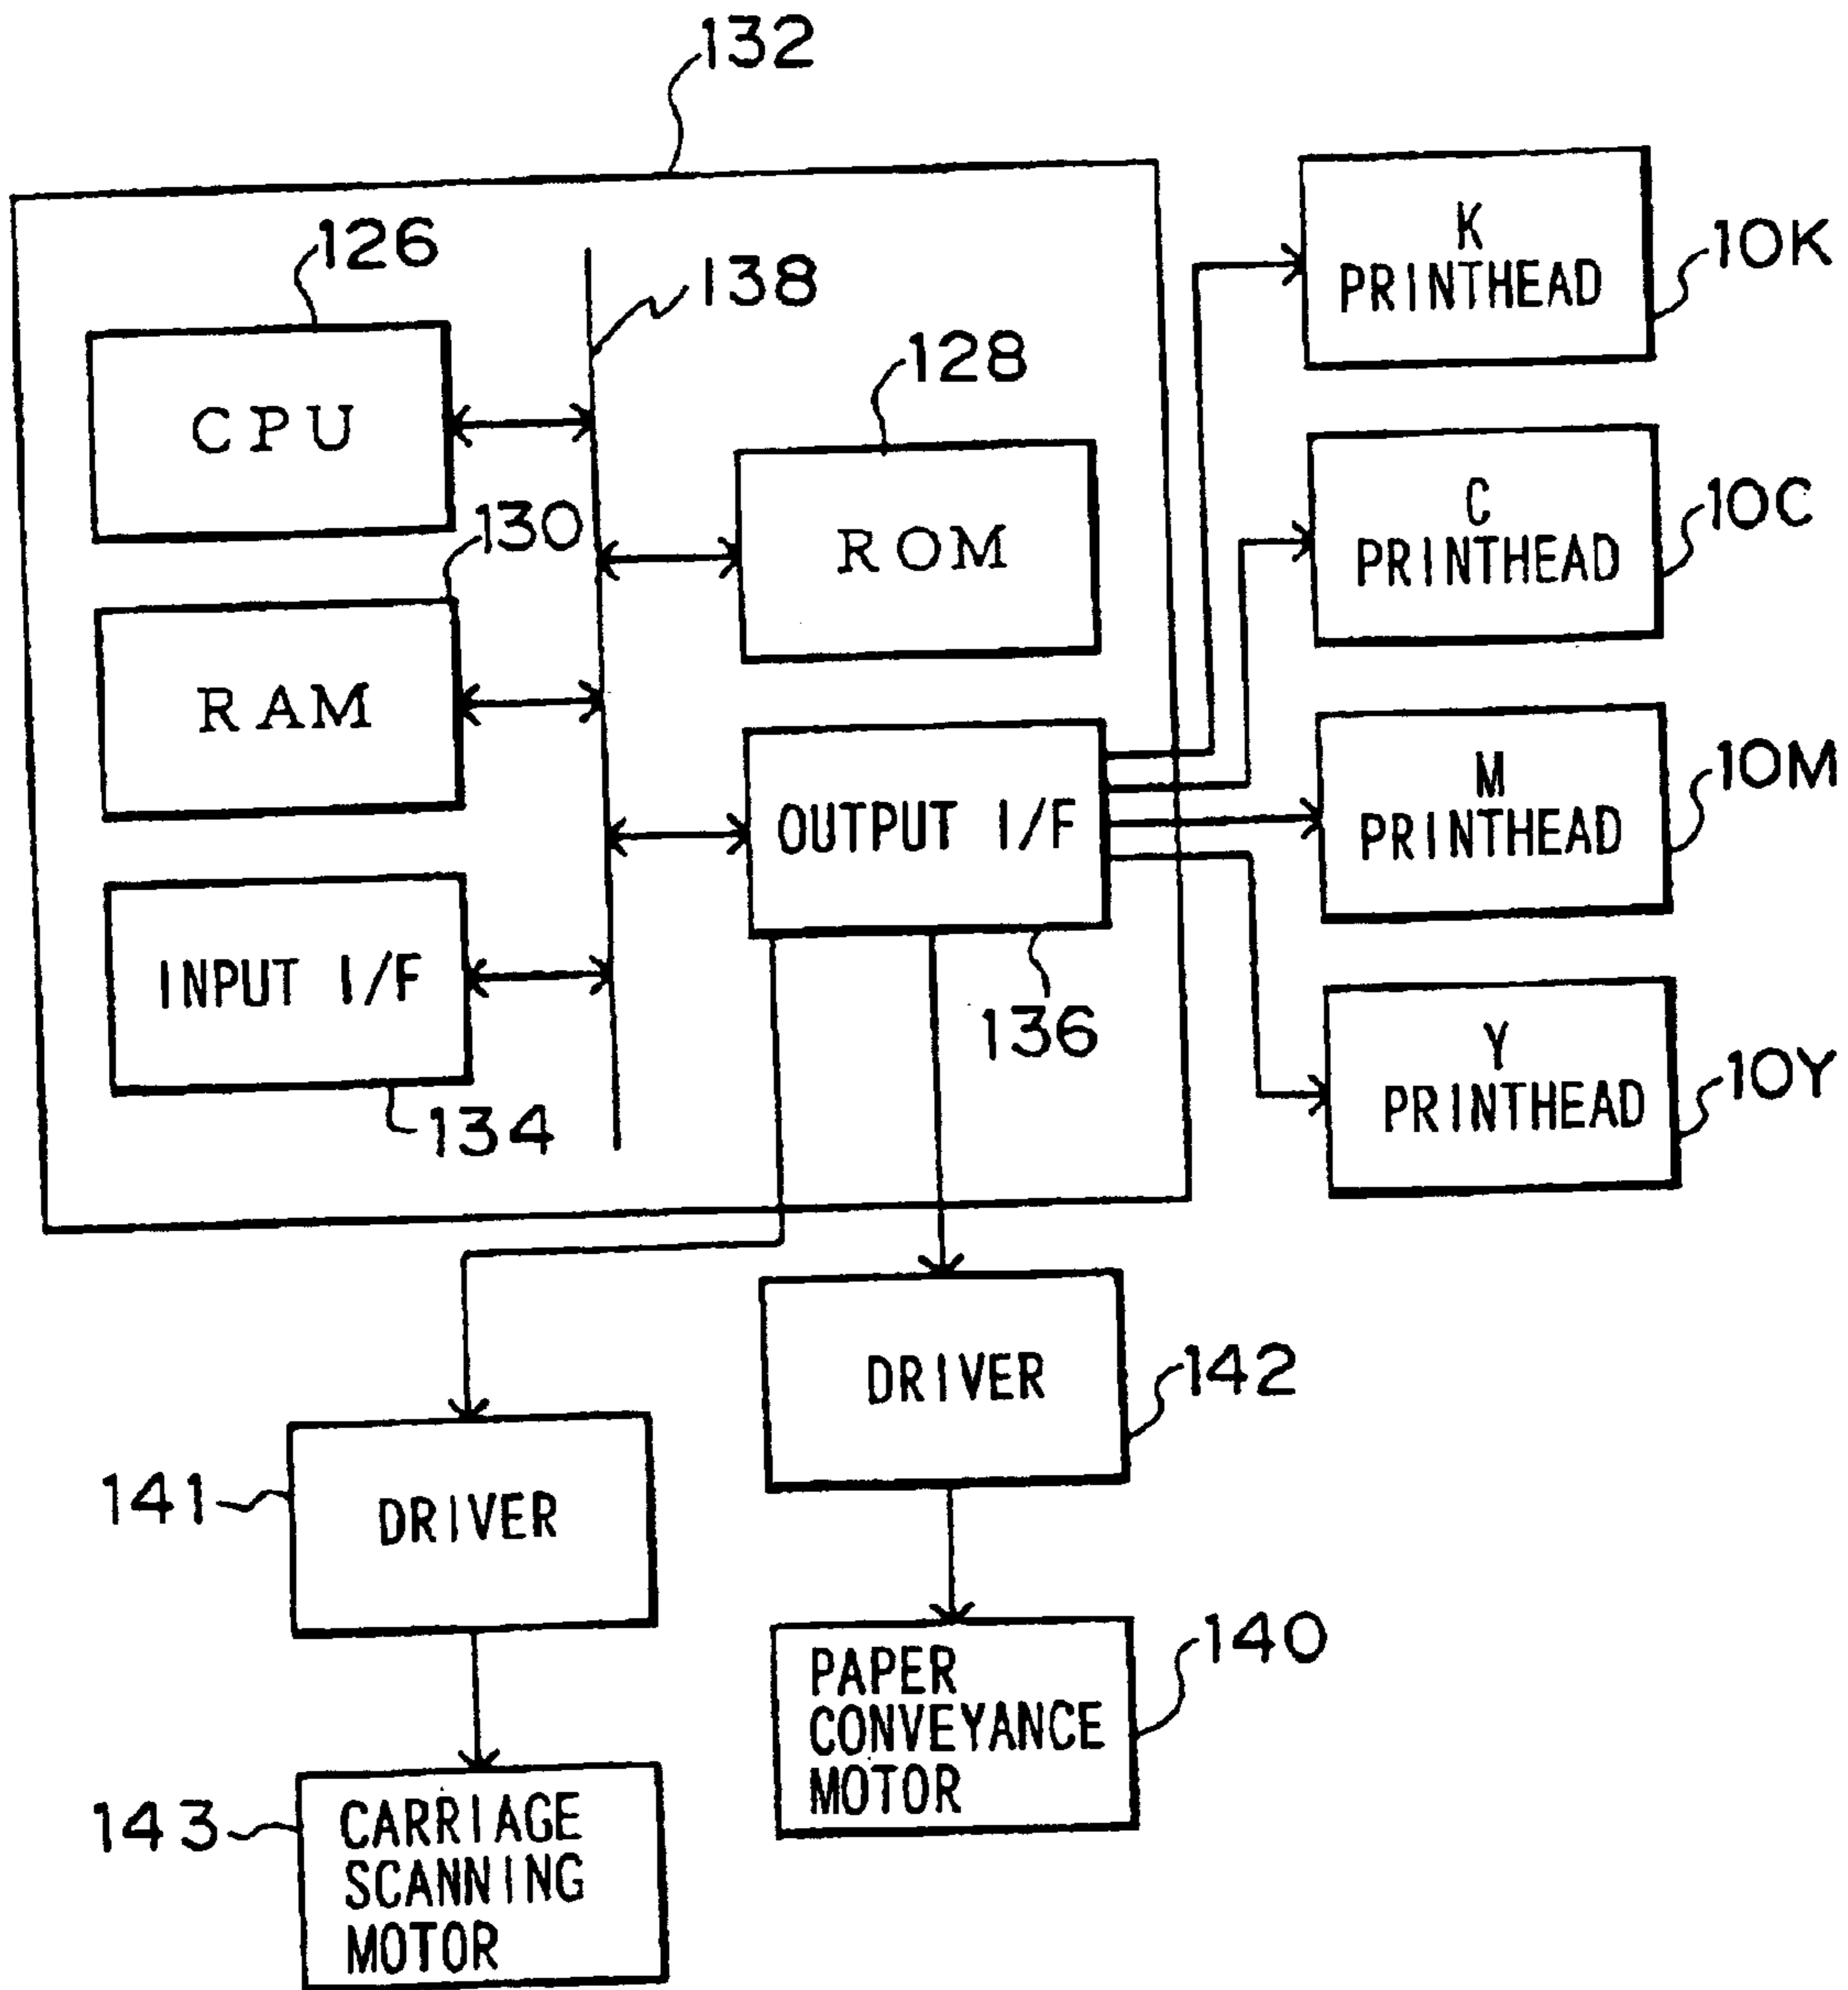 132
126
138
128
CPU
ROM
130
RAM
OUTPUT I/F
136
INPUT I/F
134
K
PRINTHEAD
10K
C
PRINTHEAD
10C
M
PRINTHEAD
10M
Y
PRINTHEAD
10Y
DRIVER
142
141
DRIVER
PAPER
CONVEYANCE
MOTOR
140
143
CARRIAGE
SCANNING
MOTOR